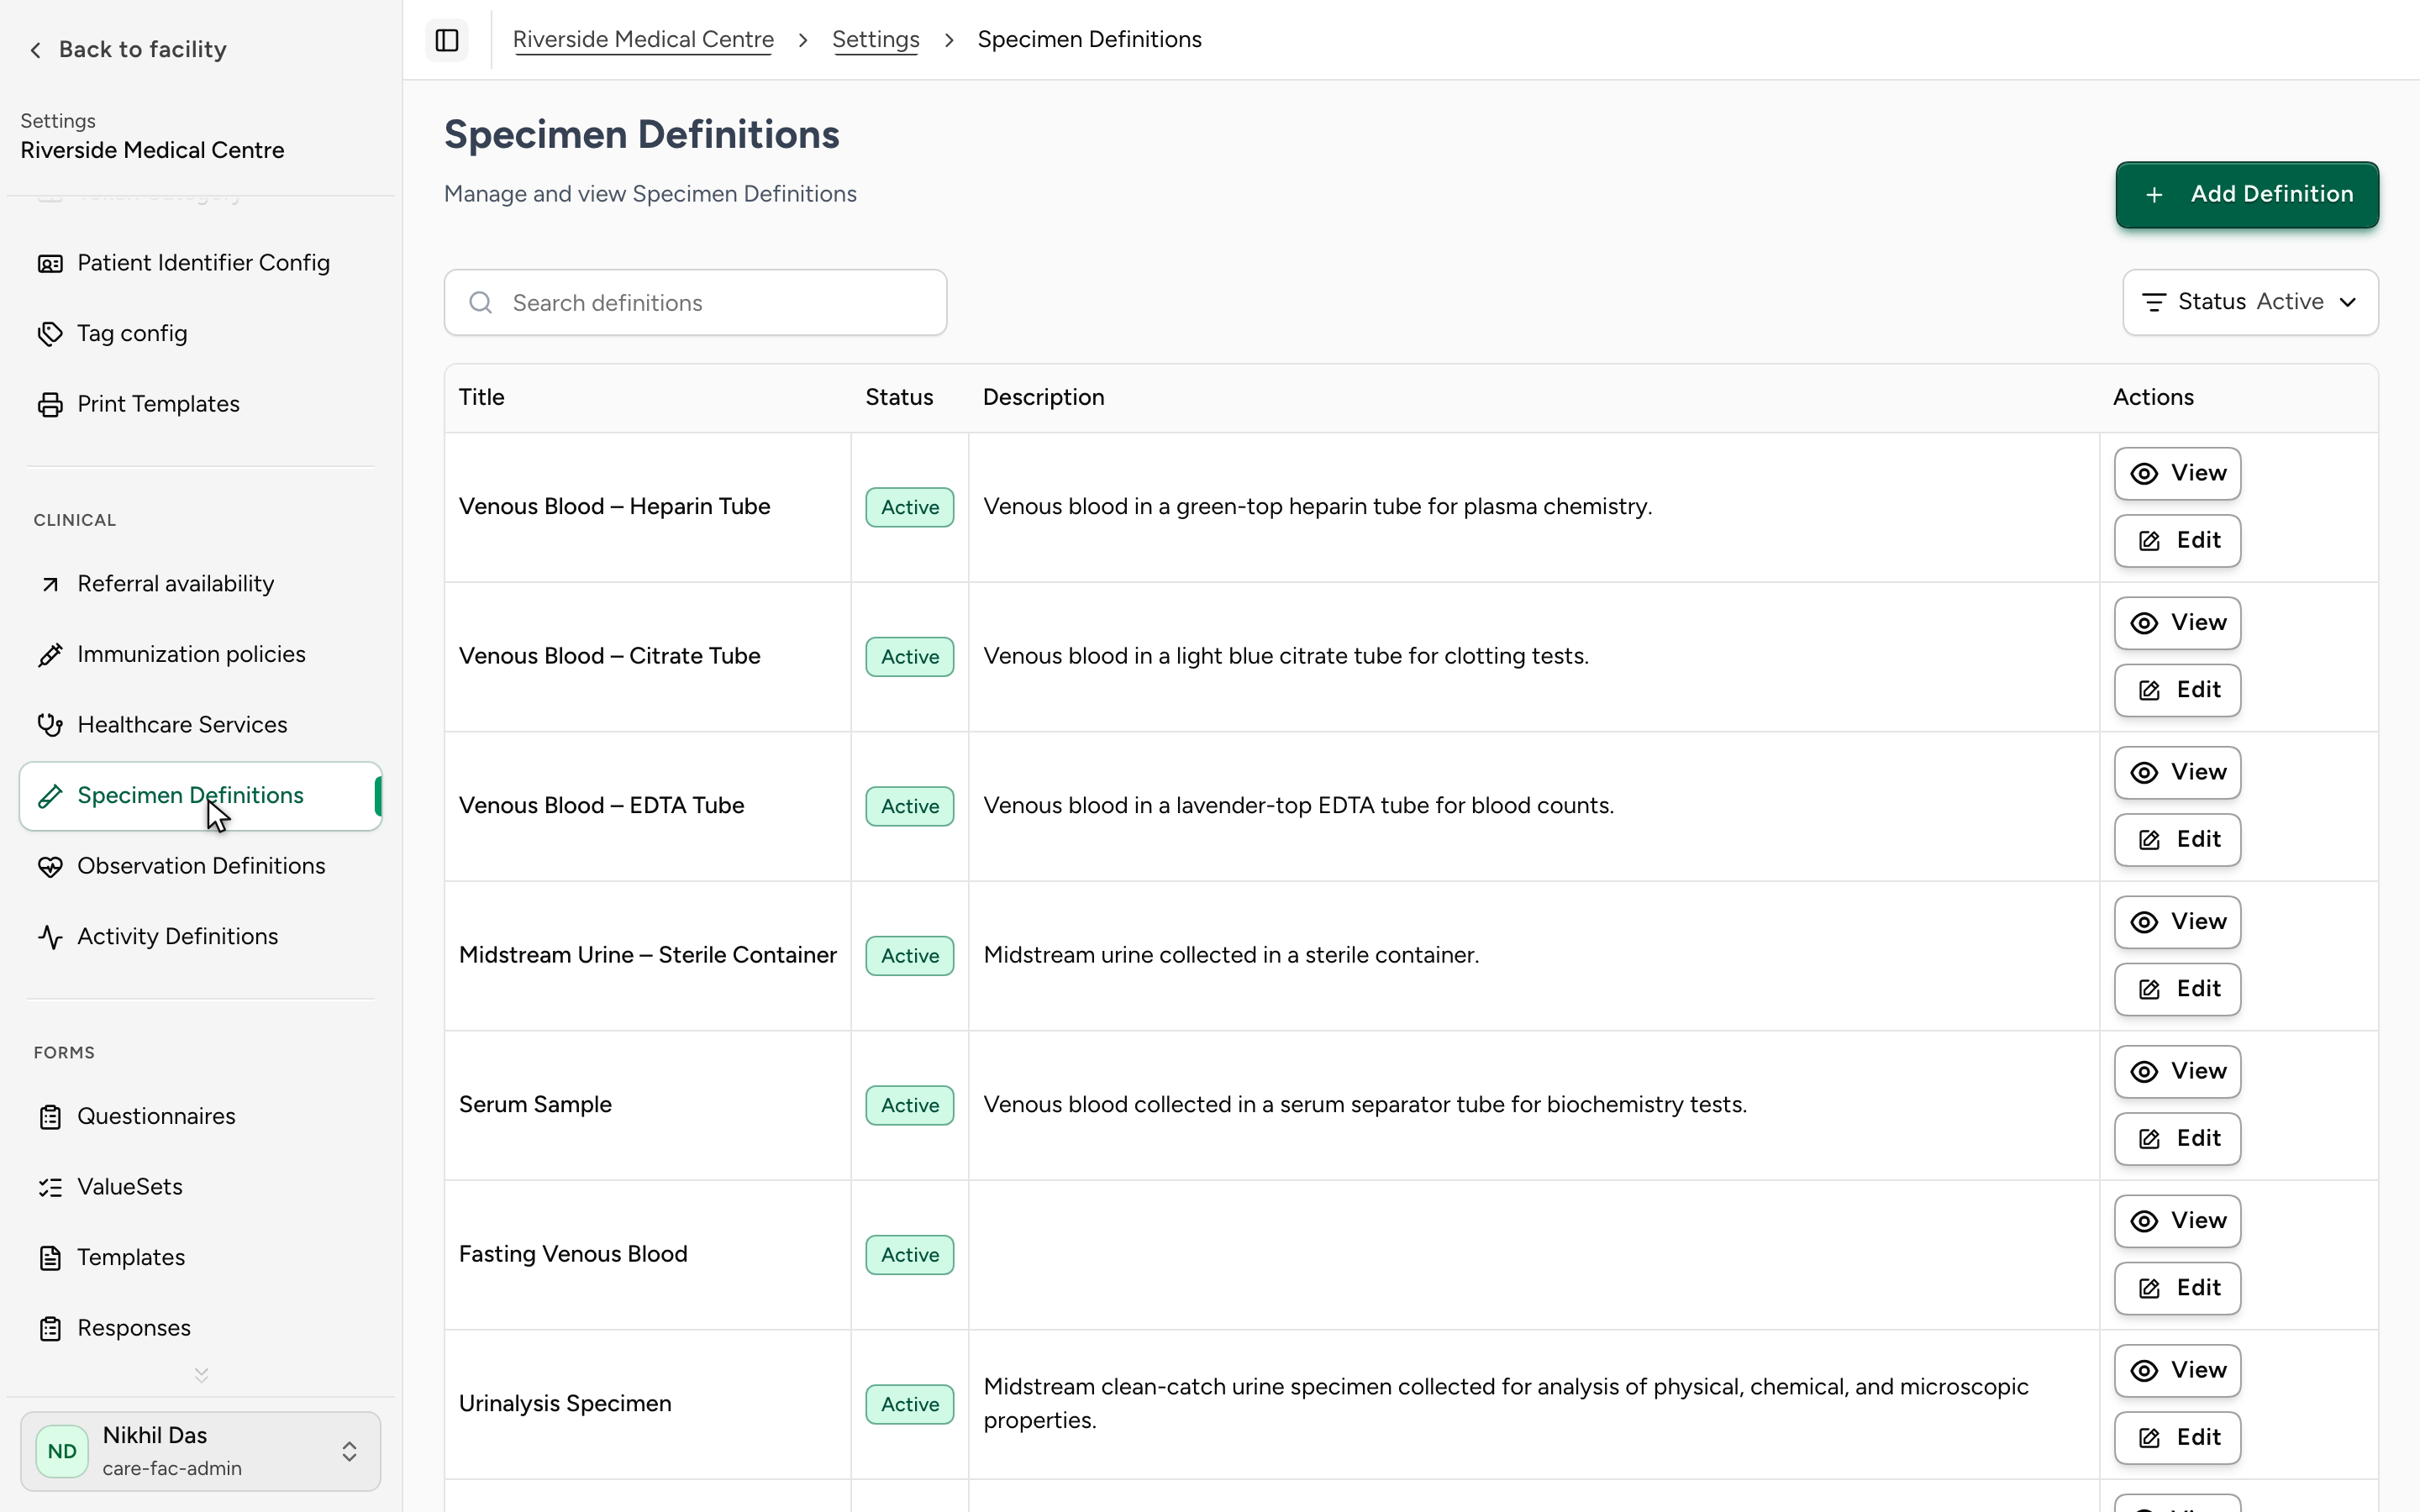 Back to facility
Settings
Riverside Medical Centre
Patient Identifier Config
Tag config
Print Templates
CLINICAL
Referral availability
Immunization policies
Healthcare Services
Specimen Definitions
Observation Definitions
Activity Definitions
FORMS
Questionnaires
ValueSets
Templates
Responses
ND
Nikhil Das
care-fac-admin
Riverside Medical Centre > Settings > Specimen Definitions
Specimen Definitions
Manage and view Specimen Definitions
+ Add Definition
Search definitions
Status Active
Title Status Description Actions
Venous Blood – Heparin Tube Active Venous blood in a green-top heparin tube for plasma chemistry. View
Edit
Venous Blood – Citrate Tube Active Venous blood in a light blue citrate tube for clotting tests. View
Edit
Venous Blood – EDTA Tube Active Venous blood in a lavender-top EDTA tube for blood counts. View
Edit
Midstream Urine – Sterile Container Active Midstream urine collected in a sterile container. View
Edit
Serum Sample Active Venous blood collected in a serum separator tube for biochemistry tests. View
Edit
Fasting Venous Blood Active View
Edit
Urinalysis Specimen Active Midstream clean-catch urine specimen collected for analysis of physical, chemical, and microscopic
properties.
View
Edit